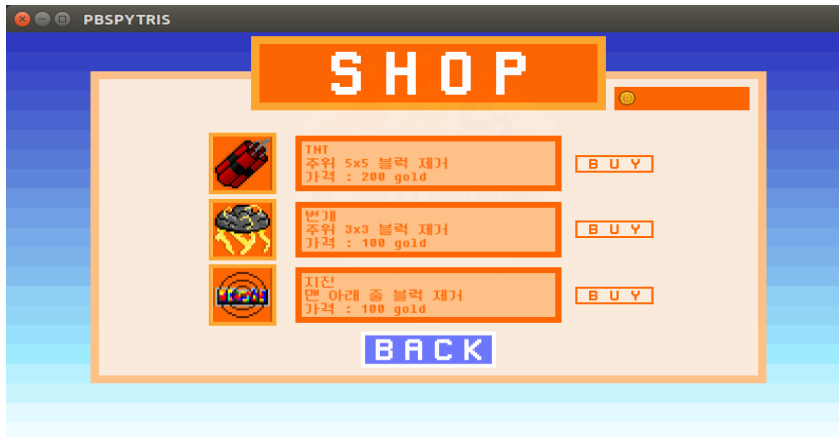 PBSPYTRIS
SHOP
TNT
주위 5x5 블럭 제거
가격 : 200 gold
BUY
번개
주위 3x3 블럭 제거
가격 : 100 gold
BUY
지진
맨 아래 줄 블럭 제거
가격 : 100 gold
BUY
BACK